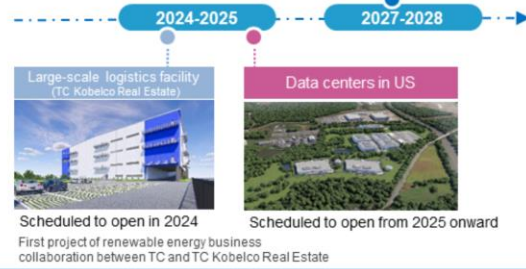 2024-2025
2027-2028
Large-scale logistics facility
(TC Kobelco Real Estate)
Data centers in US
Scheduled to open in 2024
Scheduled to open from 2025 onward
First project of renewable energy business
collaboration between TC and TC Kobelco Real Estate